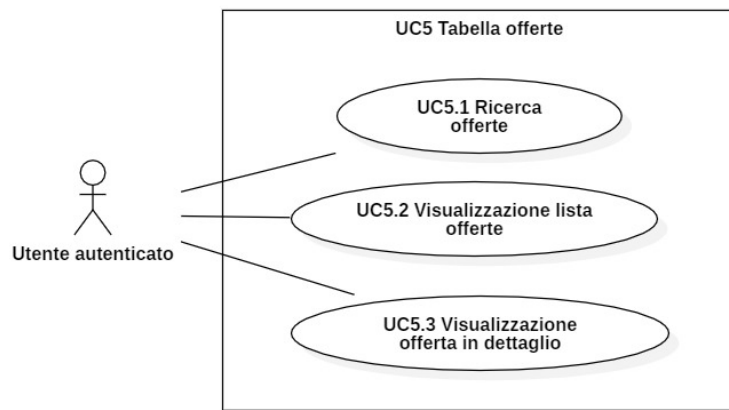 UC5 Tabella offerte
UC5.1 Ricerca
offerte
UC5.2 Visualizzazione lista
offerte
Utente autenticato
UC5.3 Visualizzazione
offerta in dettaglio